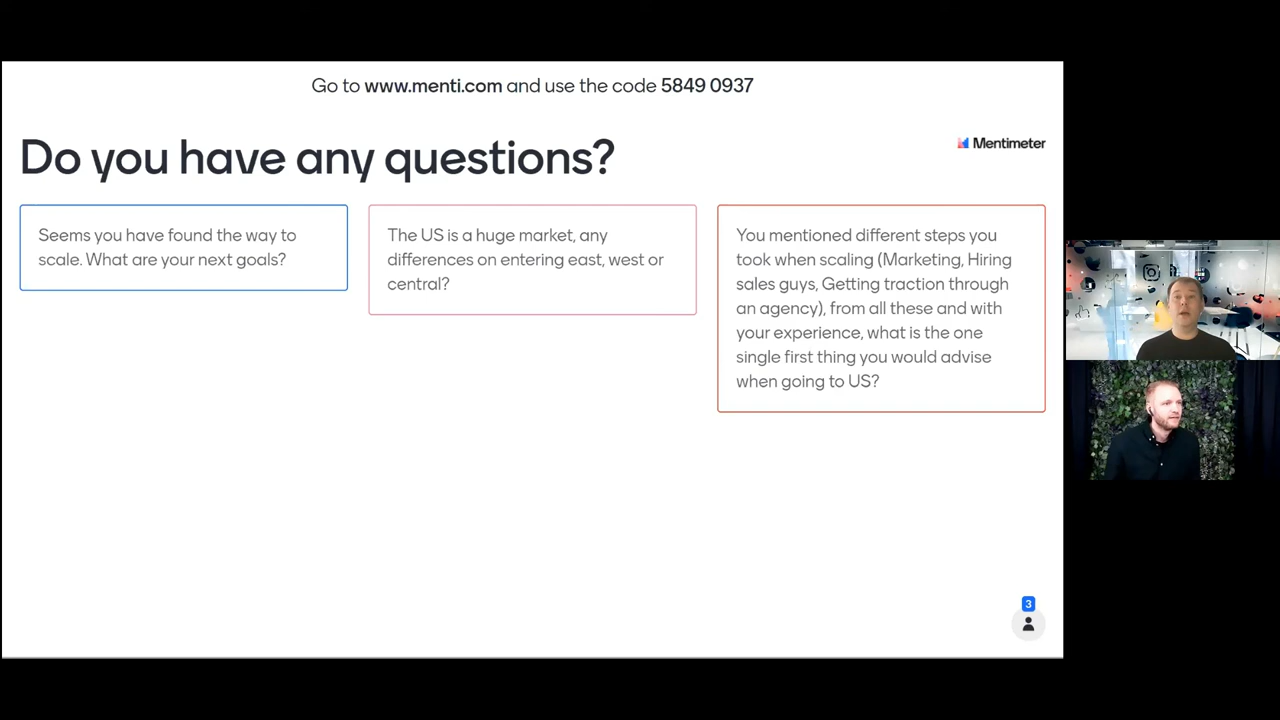 Go to www.menti.com and use the code 5849 0937
Do you have any questions?
Mentimeter
Seems you have found the way to
scale. What are your next goals?
The US is a huge market, any
differences on entering east, west or
central?
You mentioned different steps you
took when scaling (Marketing, Hiring
sales guys, Getting traction through
an agency), from all these and with
your experience, what is the one
single first thing you would advise
when going to US?
3